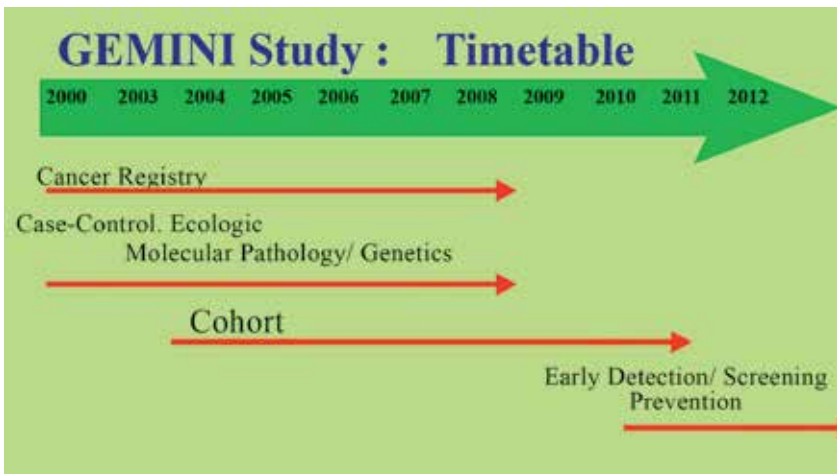 GEMINI Study : Timetable
2000 2003 2004 2005 2006 2007 2008 2009 2010 2011 2012
Cancer Registry
Case-Control. Ecologic
Molecular Pathology/ Genetics
Cohort
Early Detection/ Screening
Prevention